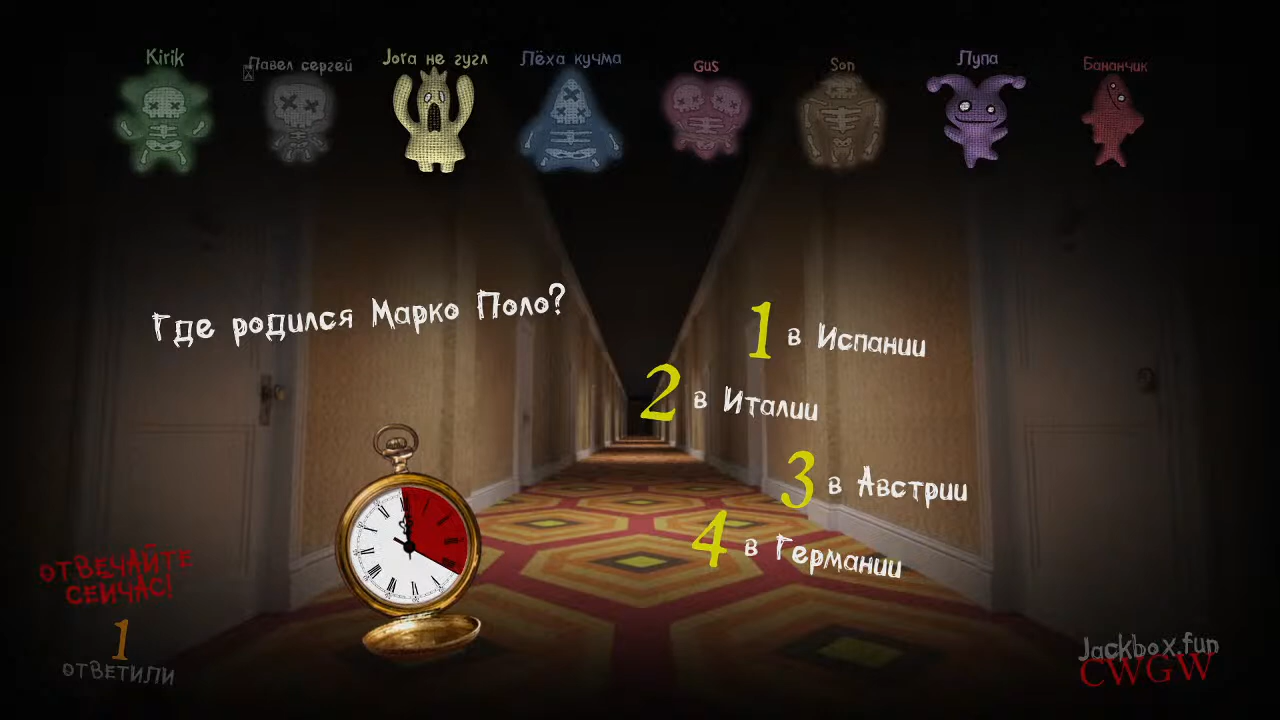 Kirik
Павел сергей
Jora не гугл
Лёха кучма
Gus
Son
Лупа
Бананчик
Где родился Марко Поло?
1 в Испании
2 в Италии
3 в Австрии
4 в Германии
ОТВЕЧАЙТЕ
СЕЙЧАС!
1
ОТВЕТИЛИ
Jackbox.fun
CWGW